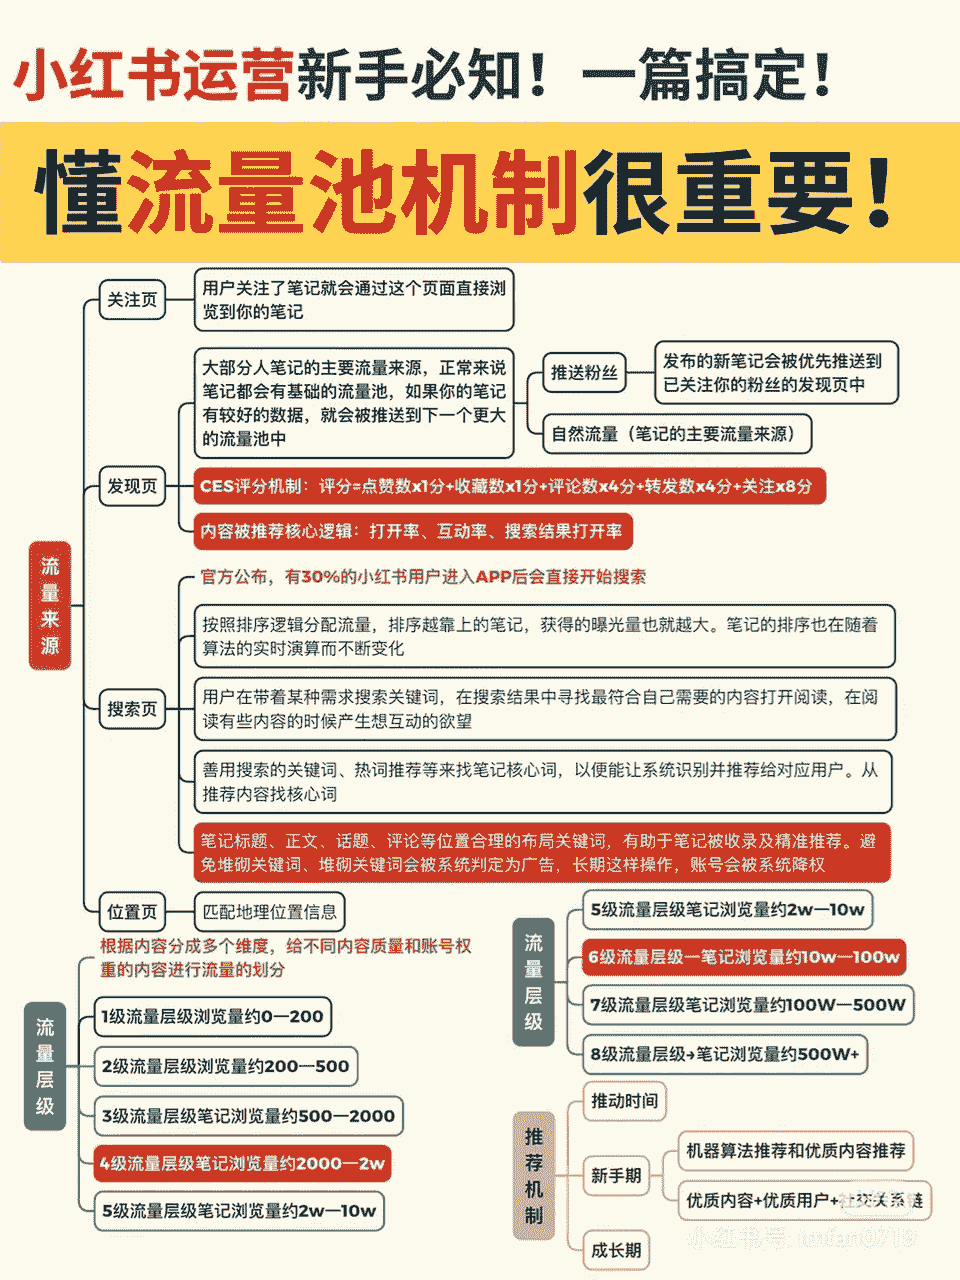 小红书运营新手必知！一篇搞定！
懂流量池机制很重要！
流量来源
关注页
用户关注了笔记就会通过这个页面直接浏
览到你的笔记
发现页
大部分人笔记的主要流量来源，正常来说
笔记都会有基础的流量池，如果你的笔记
有较好的数据，就会被推送到下一个更大
的流量池中
推送粉丝
发布的新笔记会被优先推送到
已关注你的粉丝的发现页中
自然流量（笔记的主要流量来源）
CES评分机制：评分=点赞数x1分+收藏数x1分+评论数x4分+转发数x4分+关注x8分
内容被推荐核心逻辑：打开率、互动率、搜索结果打开率
搜索页
官方公布，有30%的小红书用户进入APP后会直接开始搜索
按照排序逻辑分配流量，排序越靠上的笔记，获得的曝光量也就越大。笔记的排序也在随着
算法的实时演算而不断变化
用户在带着某种需求搜索关键词，在搜索结果中寻找最符合自己需要的内容打开阅读，在阅
读有些内容的时候产生想互动的欲望
善用搜索的关键词、热词推荐等来找笔记核心词，以便能让系统识别并推荐给对应用户。从
推荐内容找核心词
笔记标题、正文、话题、评论等位置合理的布局关键词，有助于笔记被收录及精准推荐。避
免堆砌关键词、堆砌关键词会被系统判定为广告，长期这样操作，账号会被系统降权
位置页
匹配地理位置信息
流量层级
根据内容分成多个维度，给不同内容质量和账号权
重的内容进行流量的划分
1级流量层级浏览量约0—200
2级流量层级浏览量约200—500
3级流量层级笔记浏览量约500—2000
4级流量层级笔记浏览量约2000—2w
5级流量层级笔记浏览量约2w—10w
流量层级
5级流量层级笔记浏览量约2w—10w
6级流量层级—笔记浏览量约10w—100w
7级流量层级笔记浏览量约100W—500W
8级流量层级→笔记浏览量约500W+
推荐机制
推动时间
新手期
机器算法推荐和优质内容推荐
优质内容+优质用户+社交关系链
成长期
小红书号